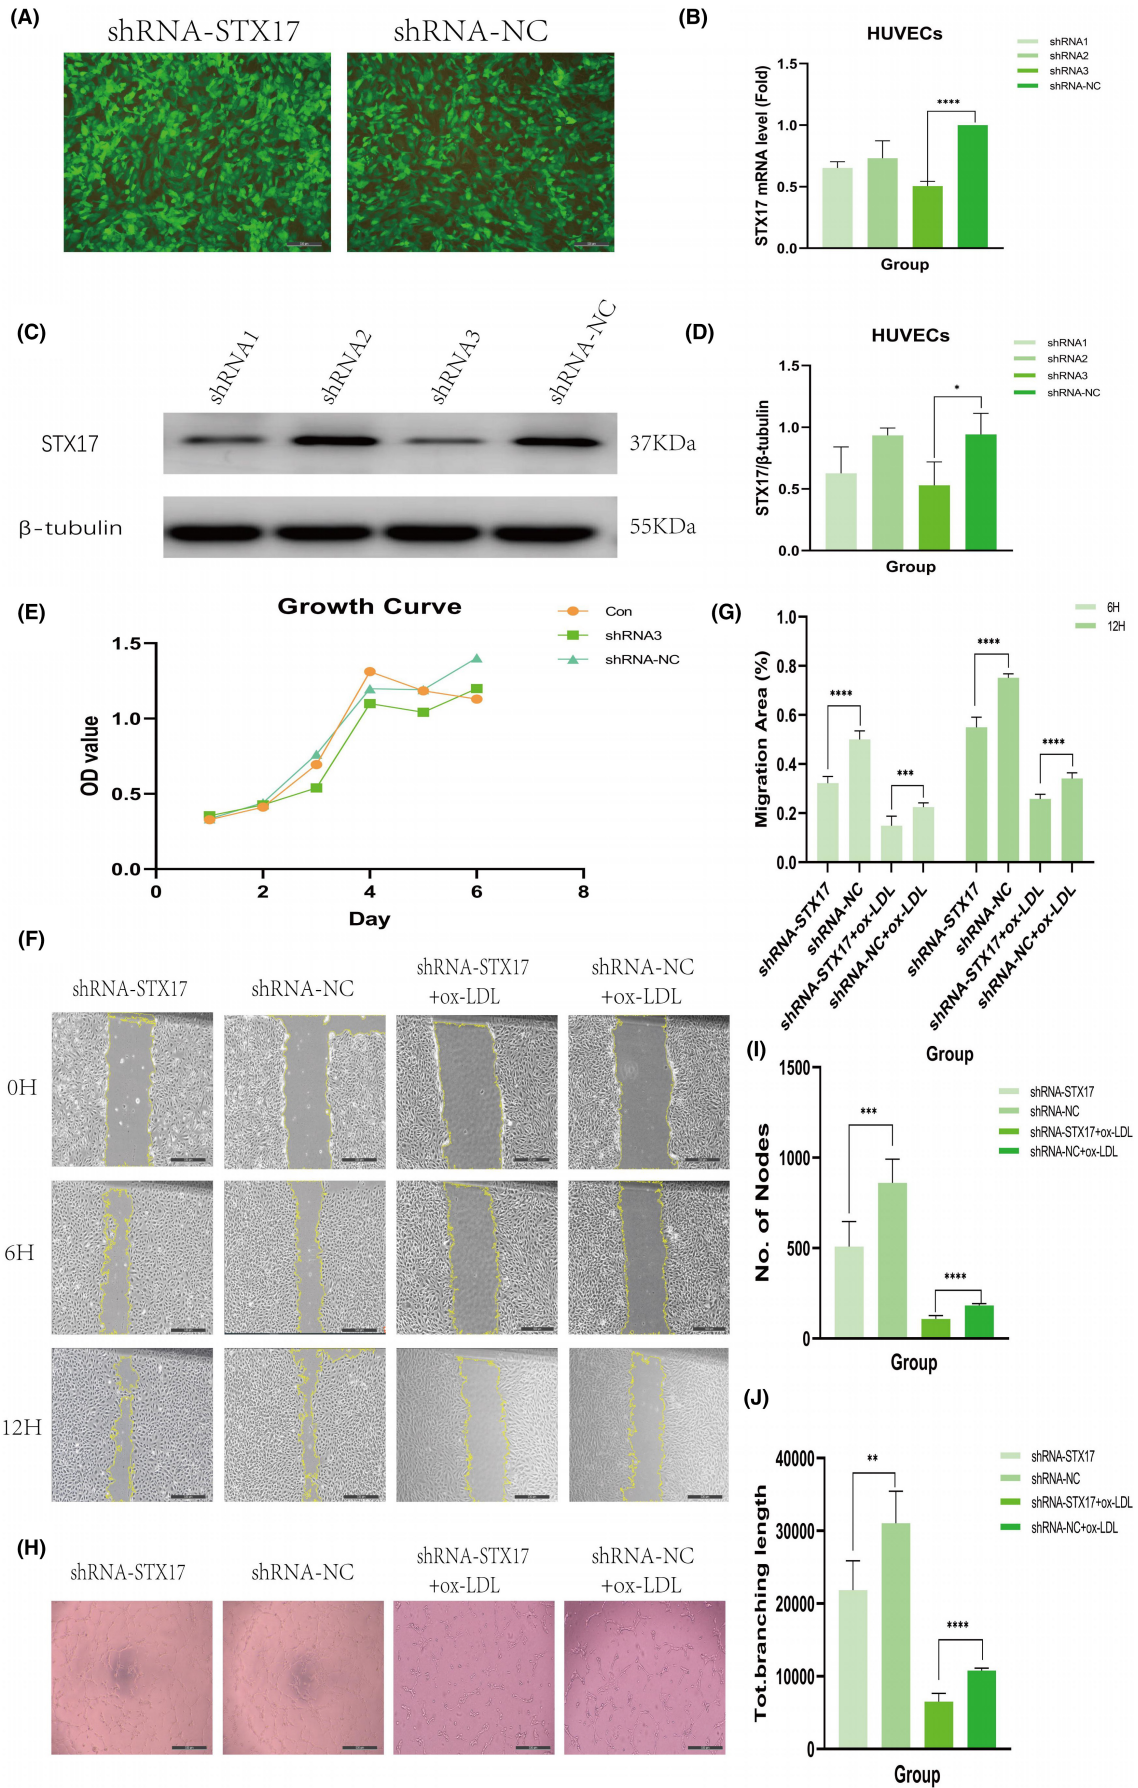 (A)
shRNA-STX17
shRNA-NC
(B)
HUVECs
shRNA1
shRNA2
shRNA3
shRNA-NC
1.5
1.0
0.5
0.0
STX17 mRNA level (Fold)
****
Group
(C)
shRNA1
shRNA2
shRNA3
shRNA-NC
STX17
37KDa
β-tubulin
55KDa
(D)
HUVECs
shRNA1
shRNA2
shRNA3
shRNA-NC
1.5
1.0
0.5
0.0
STX17/β-tubulin
*
Group
(E)
Growth Curve
Con
shRNA3
shRNA-NC
1.5
1.0
0.5
0.0
OD value
0
2
4
6
8
Day
(G)
6H
12H
1.0
0.8
0.6
0.4
0.2
0.0
Migration Area (%)
****
***
****
****
shRNA-STX17
shRNA-NC
shRNA-STX17+ox-LDL
shRNA-NC+ox-LDL
shRNA-STX17
shRNA-NC
shRNA-STX17+ox-LDL
shRNA-NC+ox-LDL
Group
(F)
shRNA-STX17
shRNA-NC
shRNA-STX17
+ox-LDL
shRNA-NC
+ox-LDL
0H
6H
12H
(I)
1500
1000
500
0
No. of Nodes
***
****
shRNA-STX17
shRNA-NC
shRNA-STX17+ox-LDL
shRNA-NC+ox-LDL
Group
(H)
shRNA-STX17
shRNA-NC
shRNA-STX17
+ox-LDL
shRNA-NC
+ox-LDL
(J)
40000
30000
20000
10000
0
Tot.branching length
**
****
shRNA-STX17
shRNA-NC
shRNA-STX17+ox-LDL
shRNA-NC+ox-LDL
Group